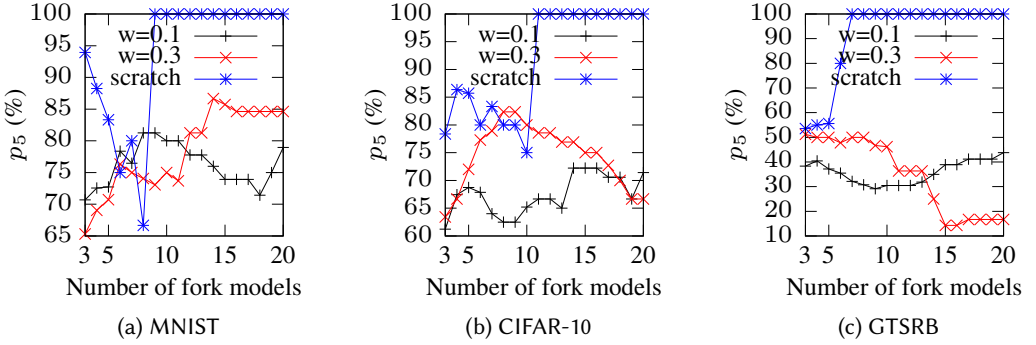 100
95
90
85
80
75
70
65
p5 (%)
w=0.1
w=0.3
scratch
3 5 10 15 20
Number of fork models
(a) MNIST
100
95
90
85
80
75
70
65
60
p5 (%)
w=0.1
w=0.3
scratch
3 5 10 15 20
Number of fork models
(b) CIFAR-10
100
90
80
70
60
50
40
30
20
10
p5 (%)
w=0.1
w=0.3
scratch
3 5 10 15 20
Number of fork models
(c) GTSRB